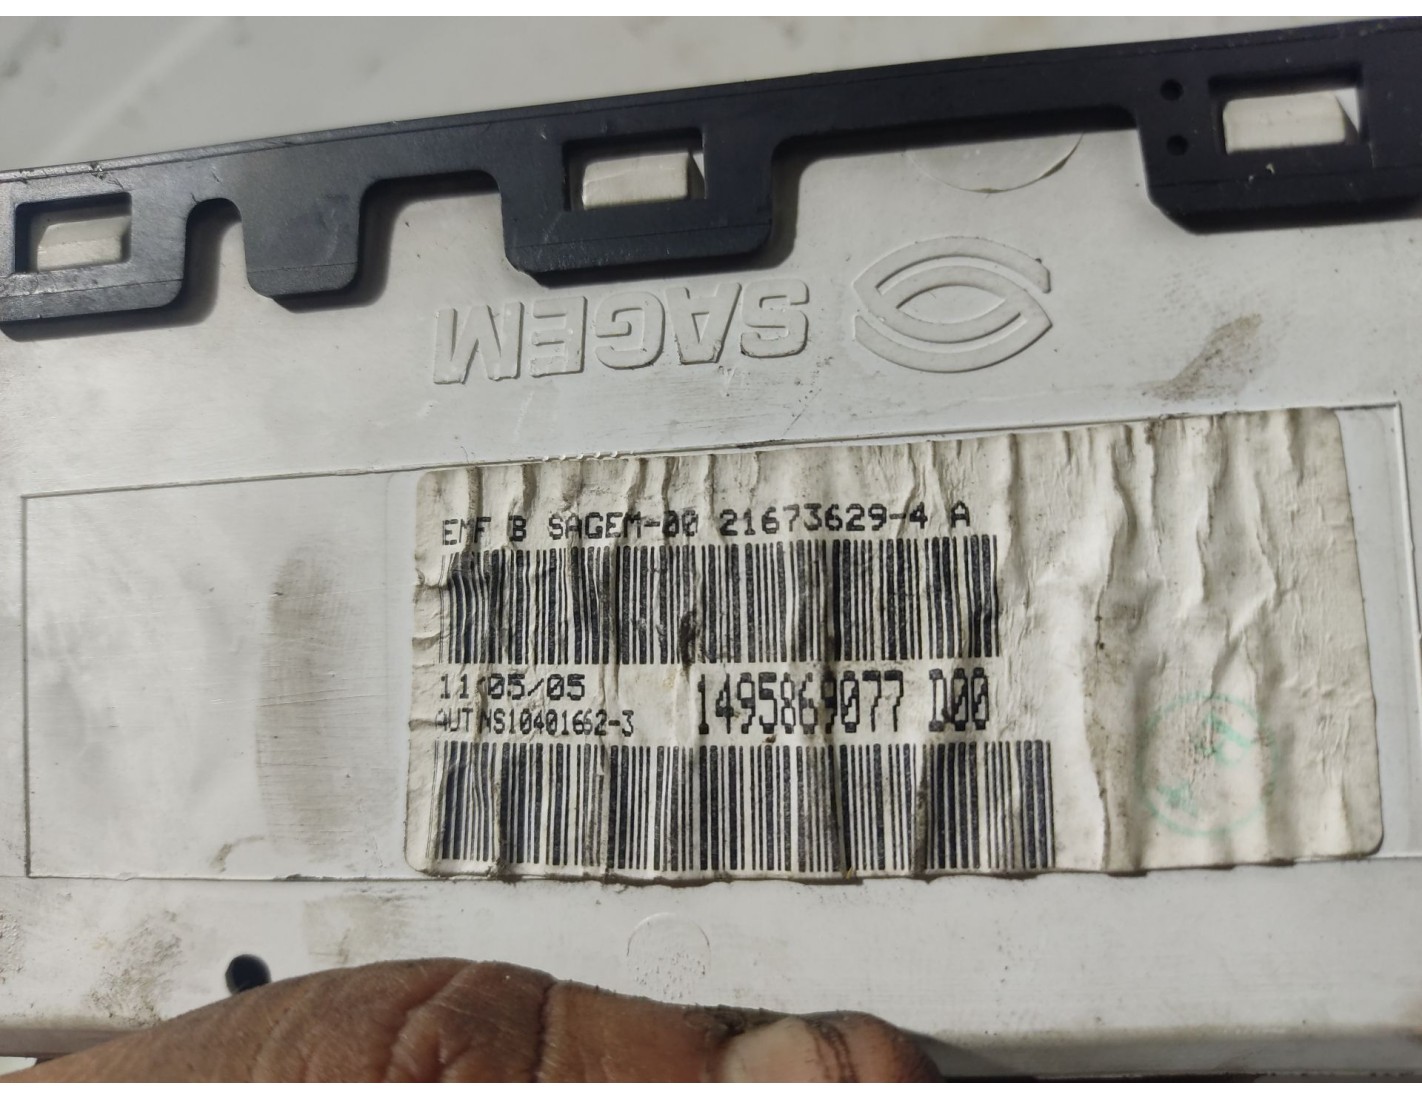 SAGEM
EMF B SAGEM-00 21673629-4 A
11/05/05
AUT NS10401662-3
1495869077 D00